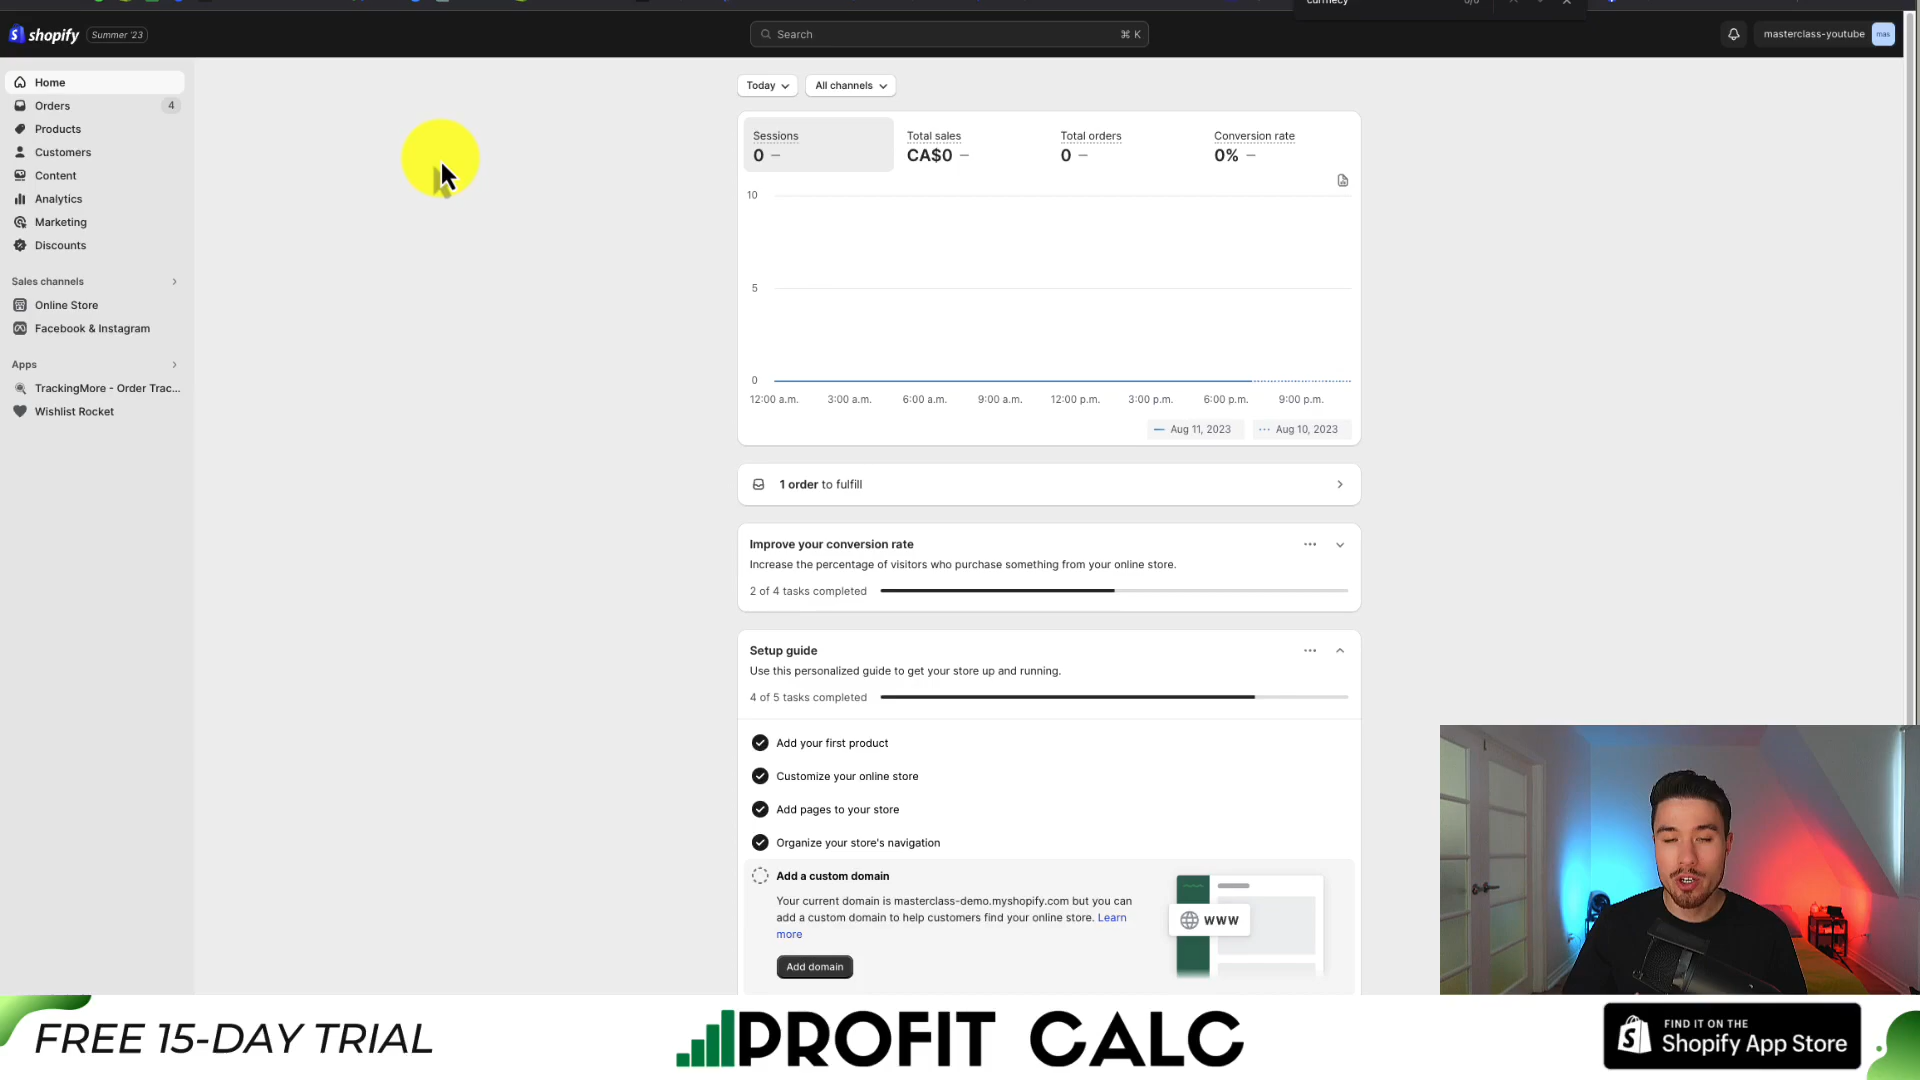 currnecy
0/0
shopify
Summer '23
Search
⌘ K
masterclass-youtube
mas
Home
Orders
4
Products
Customers
Content
Analytics
Marketing
Discounts
Sales channels
Online Store
Facebook & Instagram
Apps
TrackingMore - Order Trac...
Wishlist Rocket
Today
All channels
Sessions
0 –
Total sales
CA$0 –
Total orders
0 –
Conversion rate
0% –
10
5
0
12:00 a.m.
3:00 a.m.
6:00 a.m.
9:00 a.m.
12:00 p.m.
3:00 p.m.
6:00 p.m.
9:00 p.m.
Aug 11, 2023
Aug 10, 2023
1 order to fulfill
Improve your conversion rate
Increase the percentage of visitors who purchase something from your online store.
2 of 4 tasks completed
Setup guide
Use this personalized guide to get your store up and running.
4 of 5 tasks completed
Add your first product
Customize your online store
Add pages to your store
Organize your store's navigation
Add a custom domain
Your current domain is masterclass-demo.myshopify.com but you can
add a custom domain to help customers find your online store. Learn
more
Add domain
WWW
FREE 15-DAY TRIAL
PROFIT CALC
FIND IT ON THE
Shopify App Store